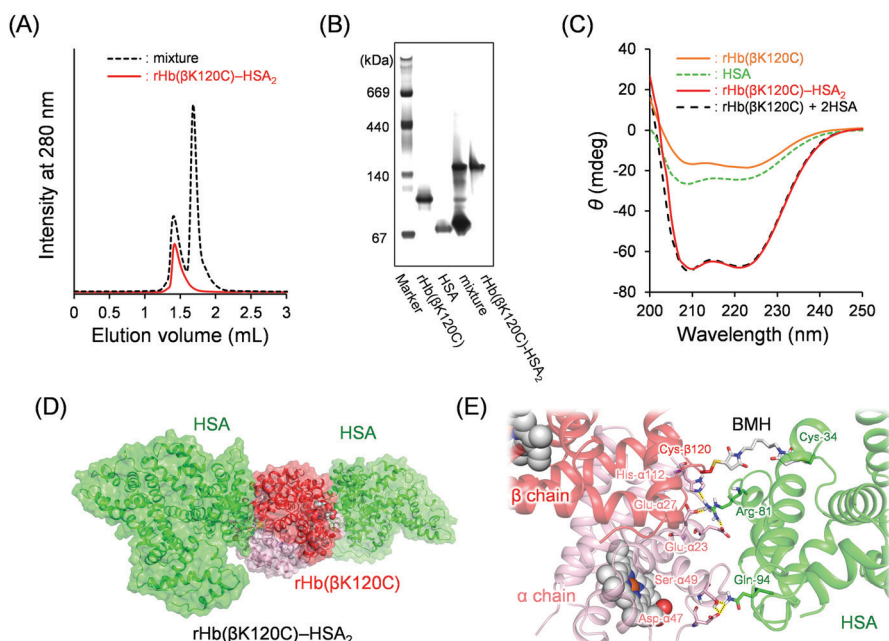 (A)
: mixture
: rHb(βK120C)–HSA₂
Intensity at 280 nm
0 0.5 1 1.5 2 2.5 3
Elution volume (mL)
(B)
(kDa)
669
440
140
67
Marker
rHb(βK120C)
HSA
mixture
rHb(βK120C)-HSA₂
(C)
: rHb(βK120C)
: HSA
: rHb(βK120C)–HSA₂
: rHb(βK120C) + 2HSA
θ (mdeg)
40
20
0
-20
-40
-60
-80
200 210 220 230 240 250
Wavelength (nm)
(D)
HSA
HSA
rHb(βK120C)
rHb(βK120C)–HSA₂
(E)
BMH
Cys-34
Cys-β120
His-α112
β chain
Glu-α27
Arg-81
Glu-α23
Ser-α49
Gln-94
α chain
Asp-α47
HSA